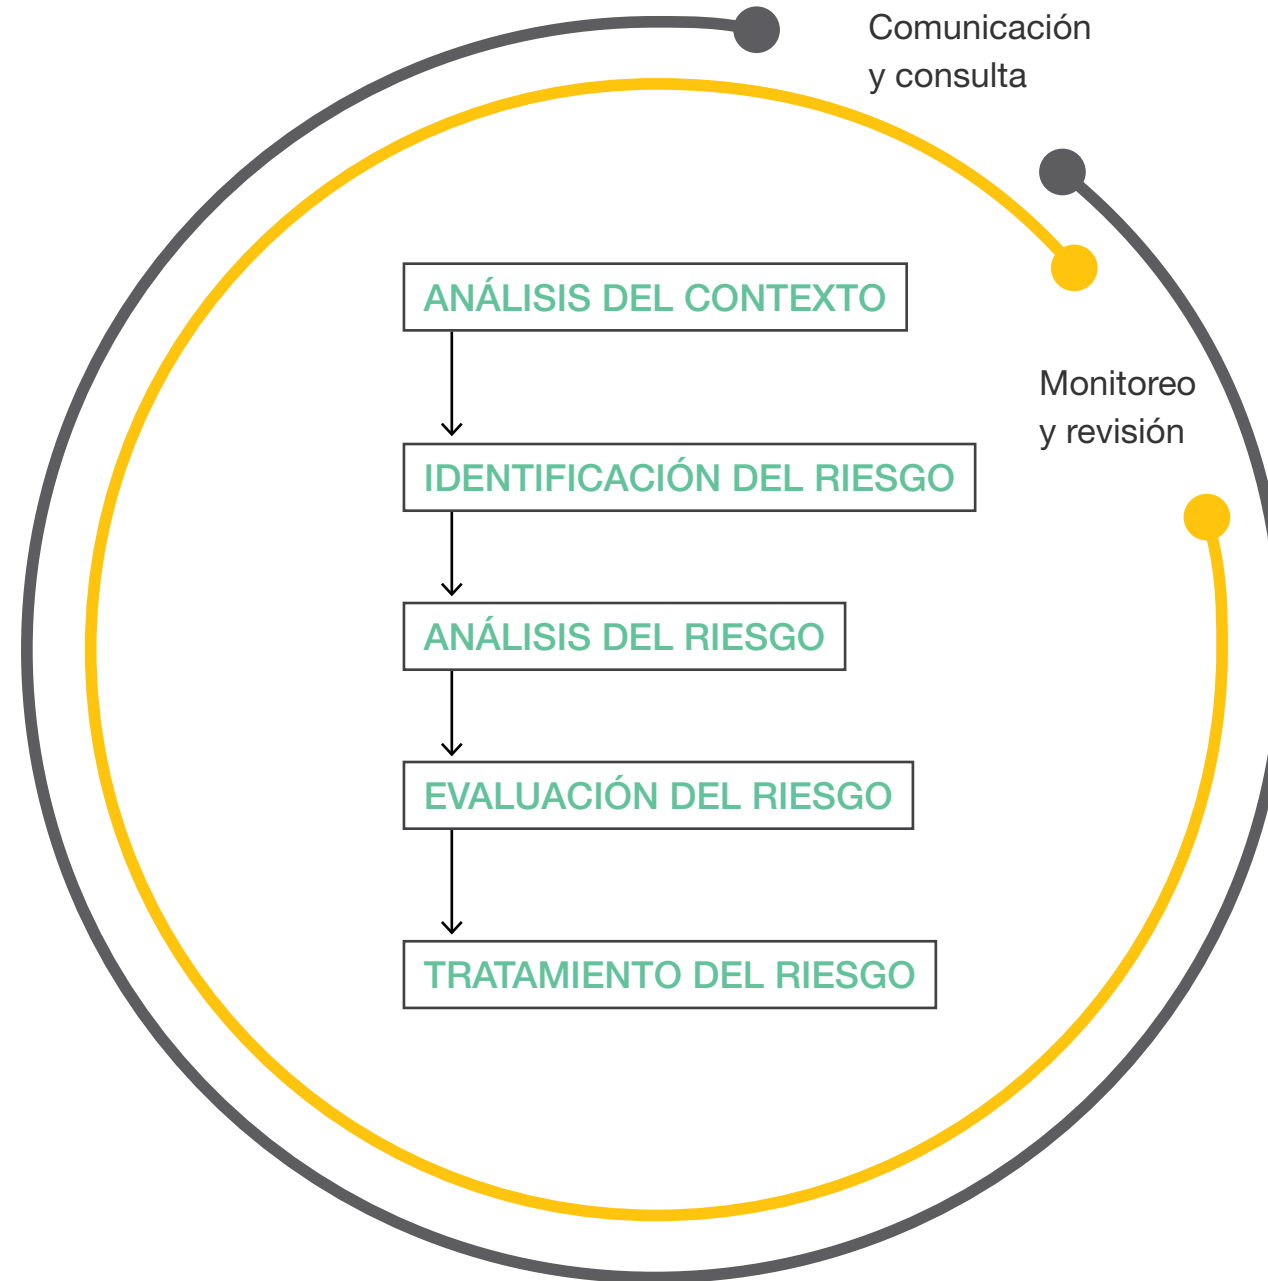 Comunicación
y consulta
ANÁLISIS DEL CONTEXTO
Monitoreo
y revisión
IDENTIFICACIÓN DEL RIESGO
ANÁLISIS DEL RIESGO
EVALUACIÓN DEL RIESGO
TRATAMIENTO DEL RIESGO